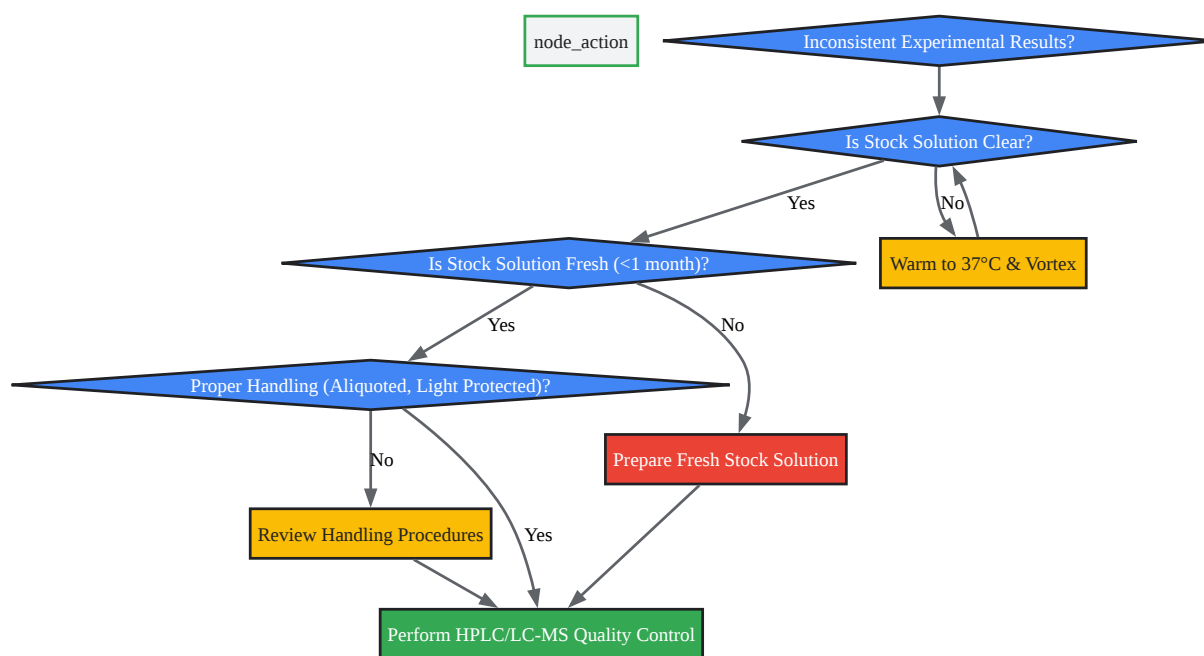 node_action
Inconsistent Experimental Results?
Is Stock Solution Clear?
Yes
No
Is Stock Solution Fresh (<1 month)?
Warm to 37°C & Vortex
Yes
No
Proper Handling (Aliquoted, Light Protected)?
No
Prepare Fresh Stock Solution
Review Handling Procedures
Yes
Perform HPLC/LC-MS Quality Control